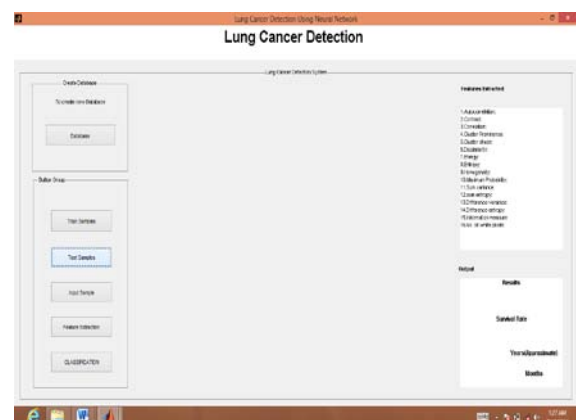 Lung Cancer Detection Using Neural Network
Lung Cancer Detection
Lung Cancer Detection System
Create Database
To create new Database
Database
Button Group
Train Samples
Test Samples
Input Sample
Feature Extraction
CLASSIFICATION
Features Extracted
1.Autocorrelation
2.Contrast
3.Correlation
4.Cluster Prominence
5.Cluster shade
6.Dissimilarity
7.Energy
8.Entropy
9.Homogeneity
10.Maximum Probability
11.Sum variance
12.sum entropy
13.Difference variance
14.Difference entropy
15.Information measure
16.No. of white pixels
Output
Results
Survival Rate
Years(Approximate)
Months
1:27 AM